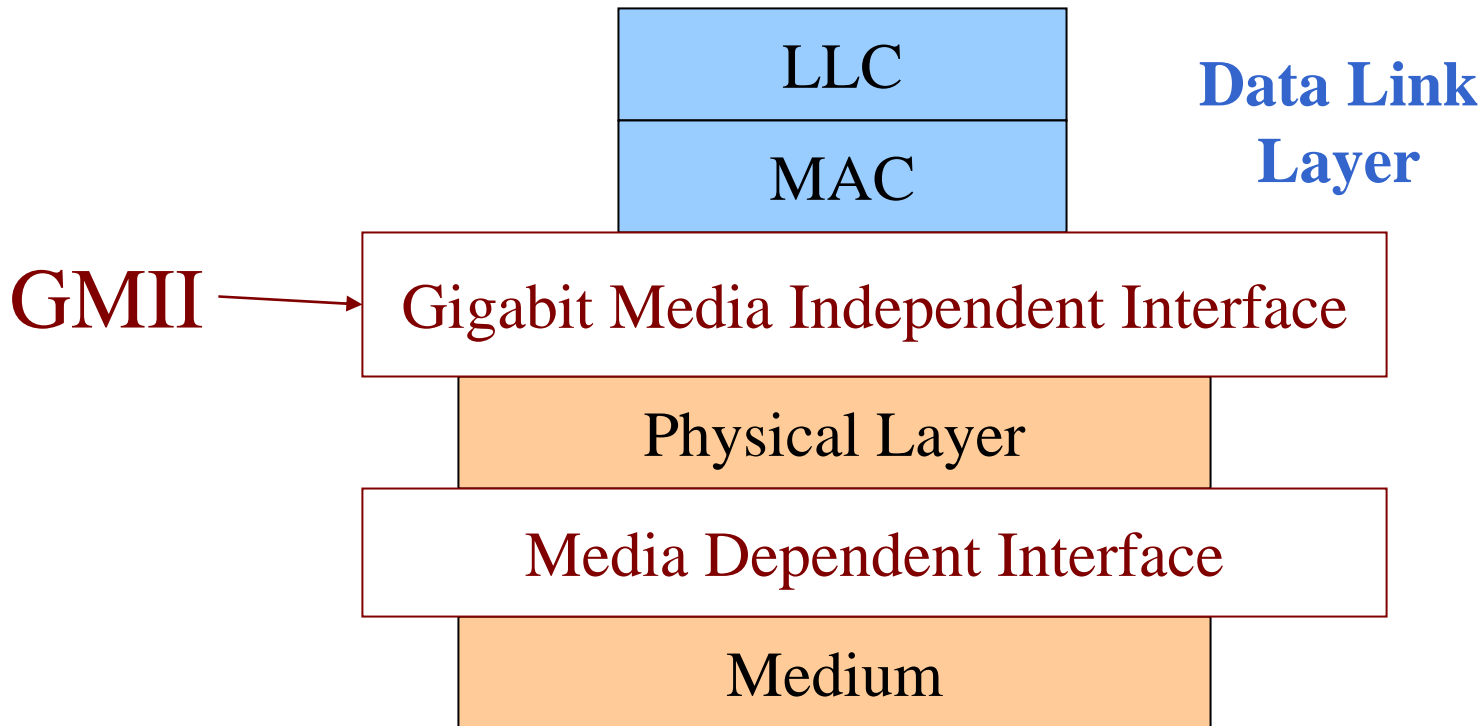 LLC
Data Link
Layer
MAC
GMII
Gigabit Media Independent Interface
Physical Layer
Media Dependent Interface
Medium